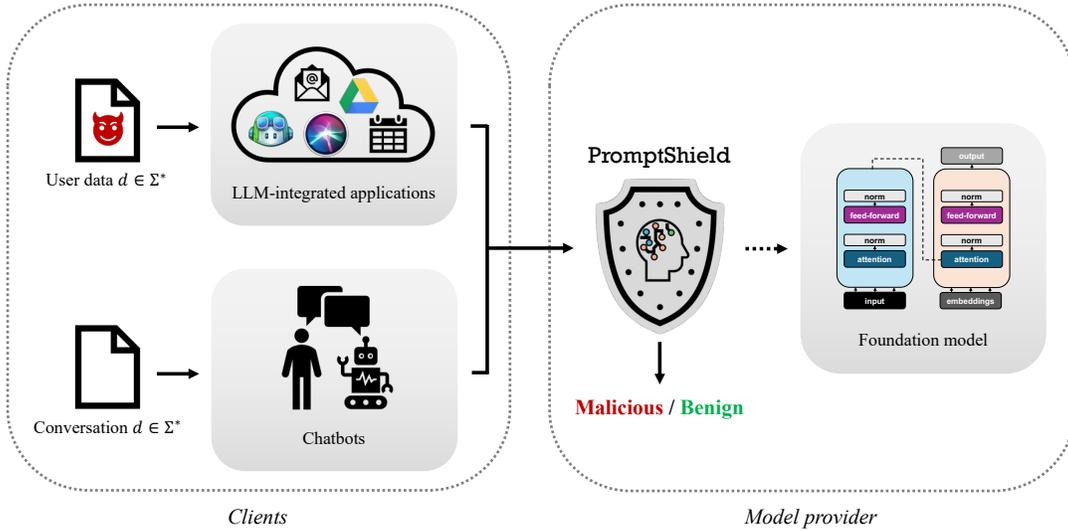 User data d ∈ Σ*
@
LLM-integrated applications
Conversation d ∈ Σ*
Chatbots
Clients
PromptShield
Malicious / Benign
output
norm
norm
feed-forward
feed-forward
norm
norm
attention
attention
input
embeddings
Foundation model
Model provider